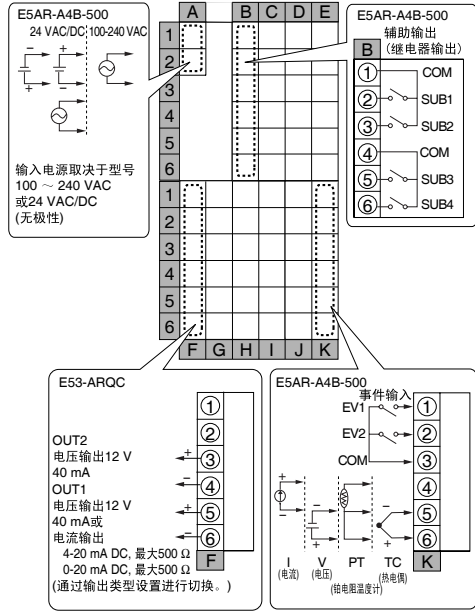 E5AR-A4B-500
24 VAC/DC 100-240 VAC
− + + −
+ − − +
输入电源取决于型号
100 ～ 240 VAC
或24 VAC/DC
(无极性)
A B C D E
1
2
3
4
5
6
1
2
3
4
5
6
F G H I J K
E5AR-A4B-500
辅助输出
(继电器输出)
B
① COM
② SUB1
③ SUB2
④ COM
⑤ SUB3
⑥ SUB4
E53-ARQC
①
②
OUT2
电压输出12 V
40 mA
+ ③
− ④
OUT1
电压输出12 V
40 mA或
电流输出
+ ⑤
− ⑥
4-20 mA DC, 最大500 Ω
0-20 mA DC, 最大500 Ω
F
(通过输出类型设置进行切换。)
E5AR-A4B-500
事件输入
EV1 ①
EV2 ②
COM ③
④
⑤
⑥
K
+ −
− +
− +
I V PT TC
(电流) (电压) (铂电阻温度计) (热电偶)